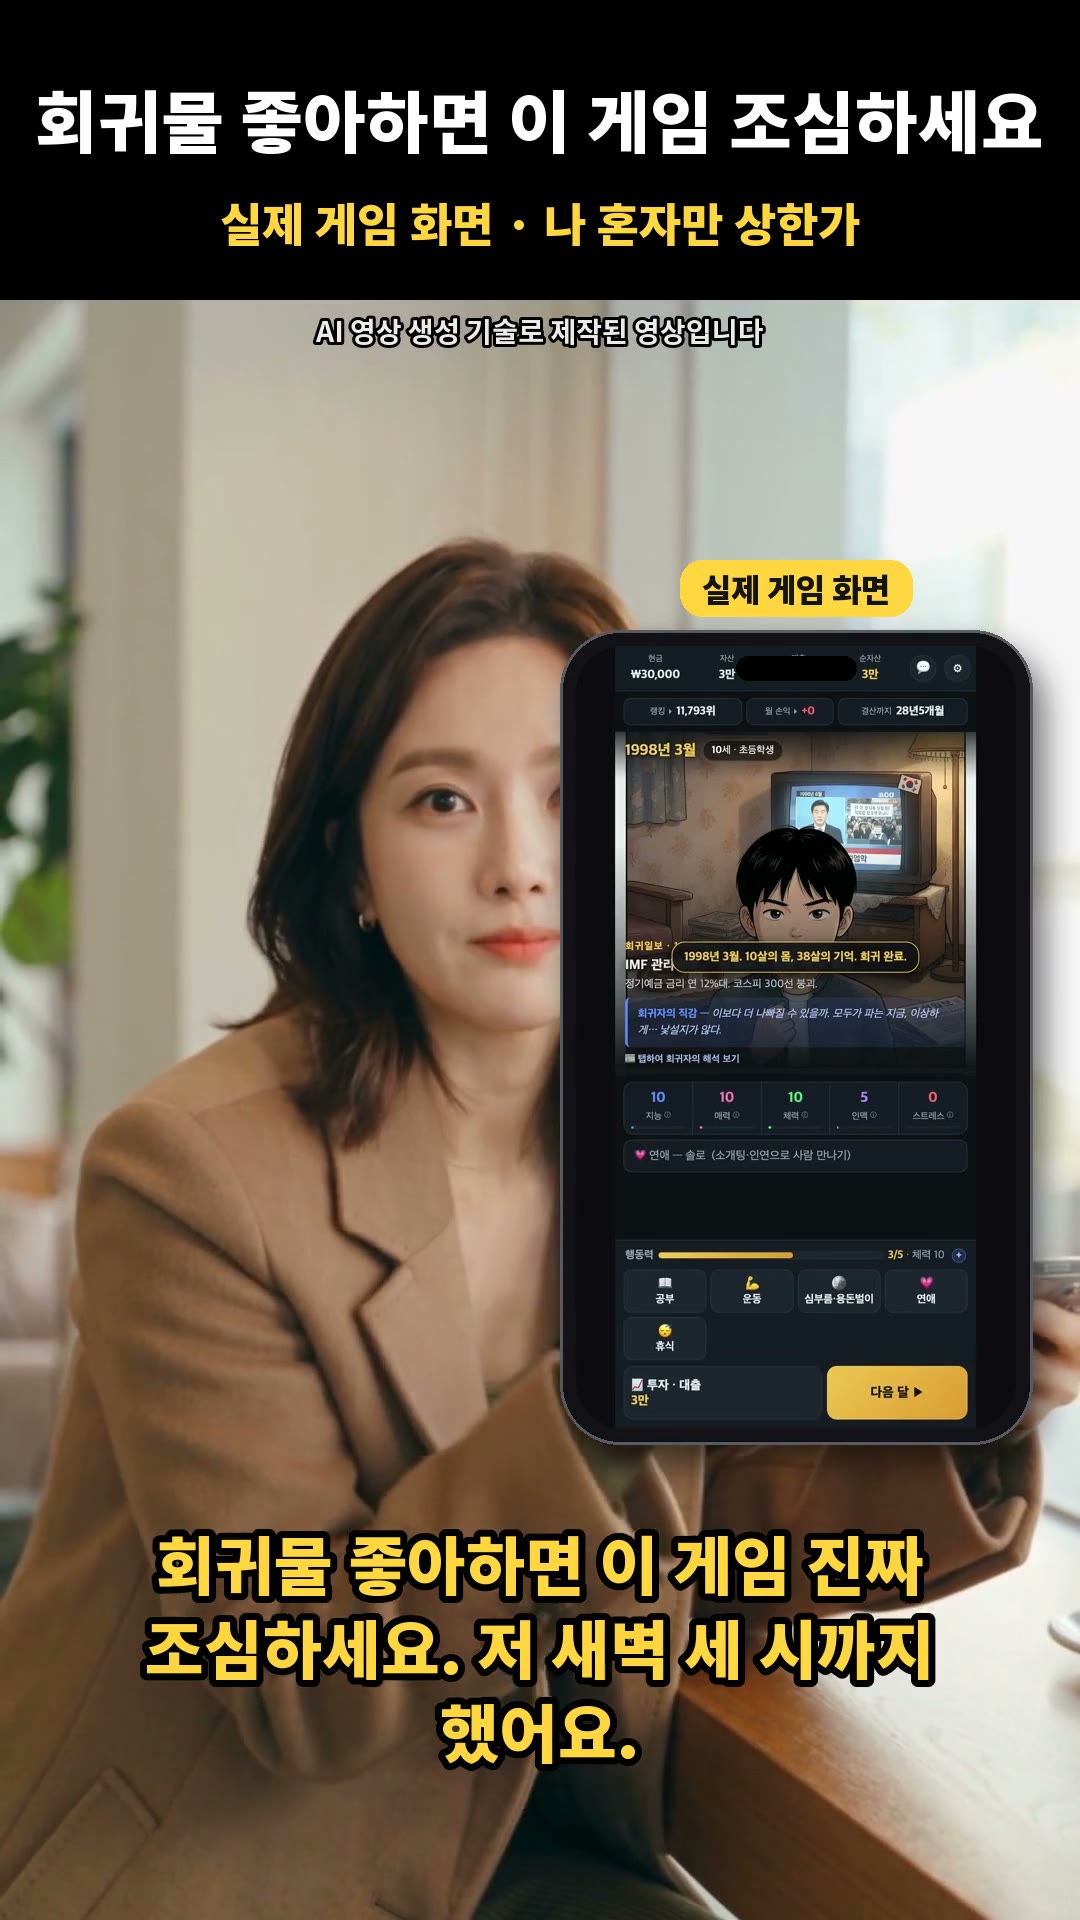 회귀물 좋아하면 이 게임 조심하세요
실제 게임 화면 · 나 혼자만 상한가
AI 영상 생성 기술로 제작된 영상입니다
실제 게임 화면
현금 자산 순자산
₩30,000 3만 3만
랭킹 ▸ 11,793위 월 손익 ▸ +0 결산까지 28년5개월
1998년 3월 10세 · 초등학생
회귀일보 ·
1998년 3월. 10살의 몸, 38살의 기억. 회귀 완료.
IMF 관리
정기예금 금리 연 12%대. 코스피 300선 붕괴.
회귀자의 직감 — 이보다 더 나빠질 수 있을까. 모두가 파는 지금, 이상하
게… 낯설지가 않다.
탭하여 회귀자의 해석 보기
10 10 10 5 0
지능 매력 체력 인맥 스트레스
연애 — 솔로 (소개팅·인연으로 사람 만나기)
행동력 3/5 · 체력 10 +
공부 운동 심부름·용돈벌이 연애
휴식
투자 · 대출
3만
다음 달 ▶
회귀물 좋아하면 이 게임 진짜
조심하세요. 저 새벽 세 시까지
했어요.